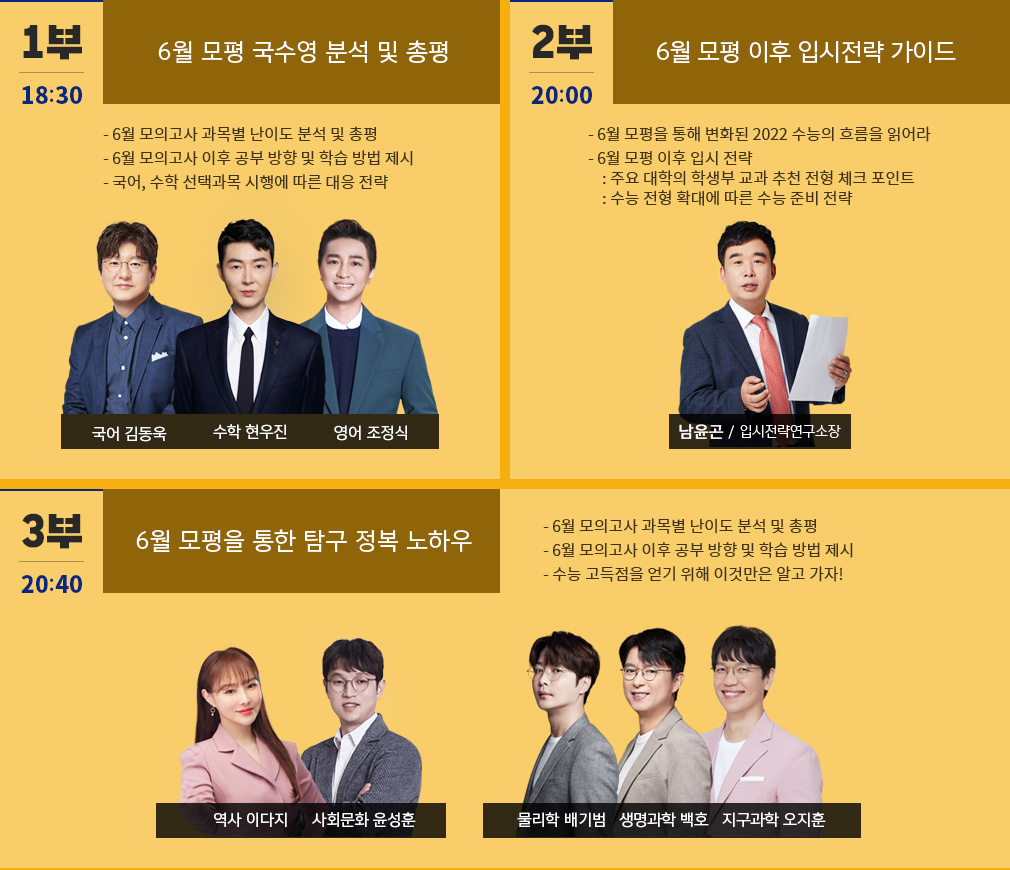 1부
18:30
6월 모평 국수영 분석 및 총평
- 6월 모의고사 과목별 난이도 분석 및 총평
- 6월 모의고사 이후 공부 방향 및 학습 방법 제시
- 국어, 수학 선택과목 시행에 따른 대응 전략
국어 김동욱
수학 현우진
영어 조정식
2부
20:00
6월 모평 이후 입시전략 가이드
- 6월 모평을 통해 변화된 2022 수능의 흐름을 읽어라
- 6월 모평 이후 입시 전략
: 주요 대학의 학생부 교과 추천 전형 체크 포인트
: 수능 전형 확대에 따른 수능 준비 전략
남윤곤 / 입시전략연구소장
3부
20:40
6월 모평을 통한 탐구 정복 노하우
- 6월 모의고사 과목별 난이도 분석 및 총평
- 6월 모의고사 이후 공부 방향 및 학습 방법 제시
- 수능 고득점을 얻기 위해 이것만은 알고 가자!
역사 이다지
사회문화 윤성훈
물리학 배기범
생명과학 백호
지구과학 오지훈